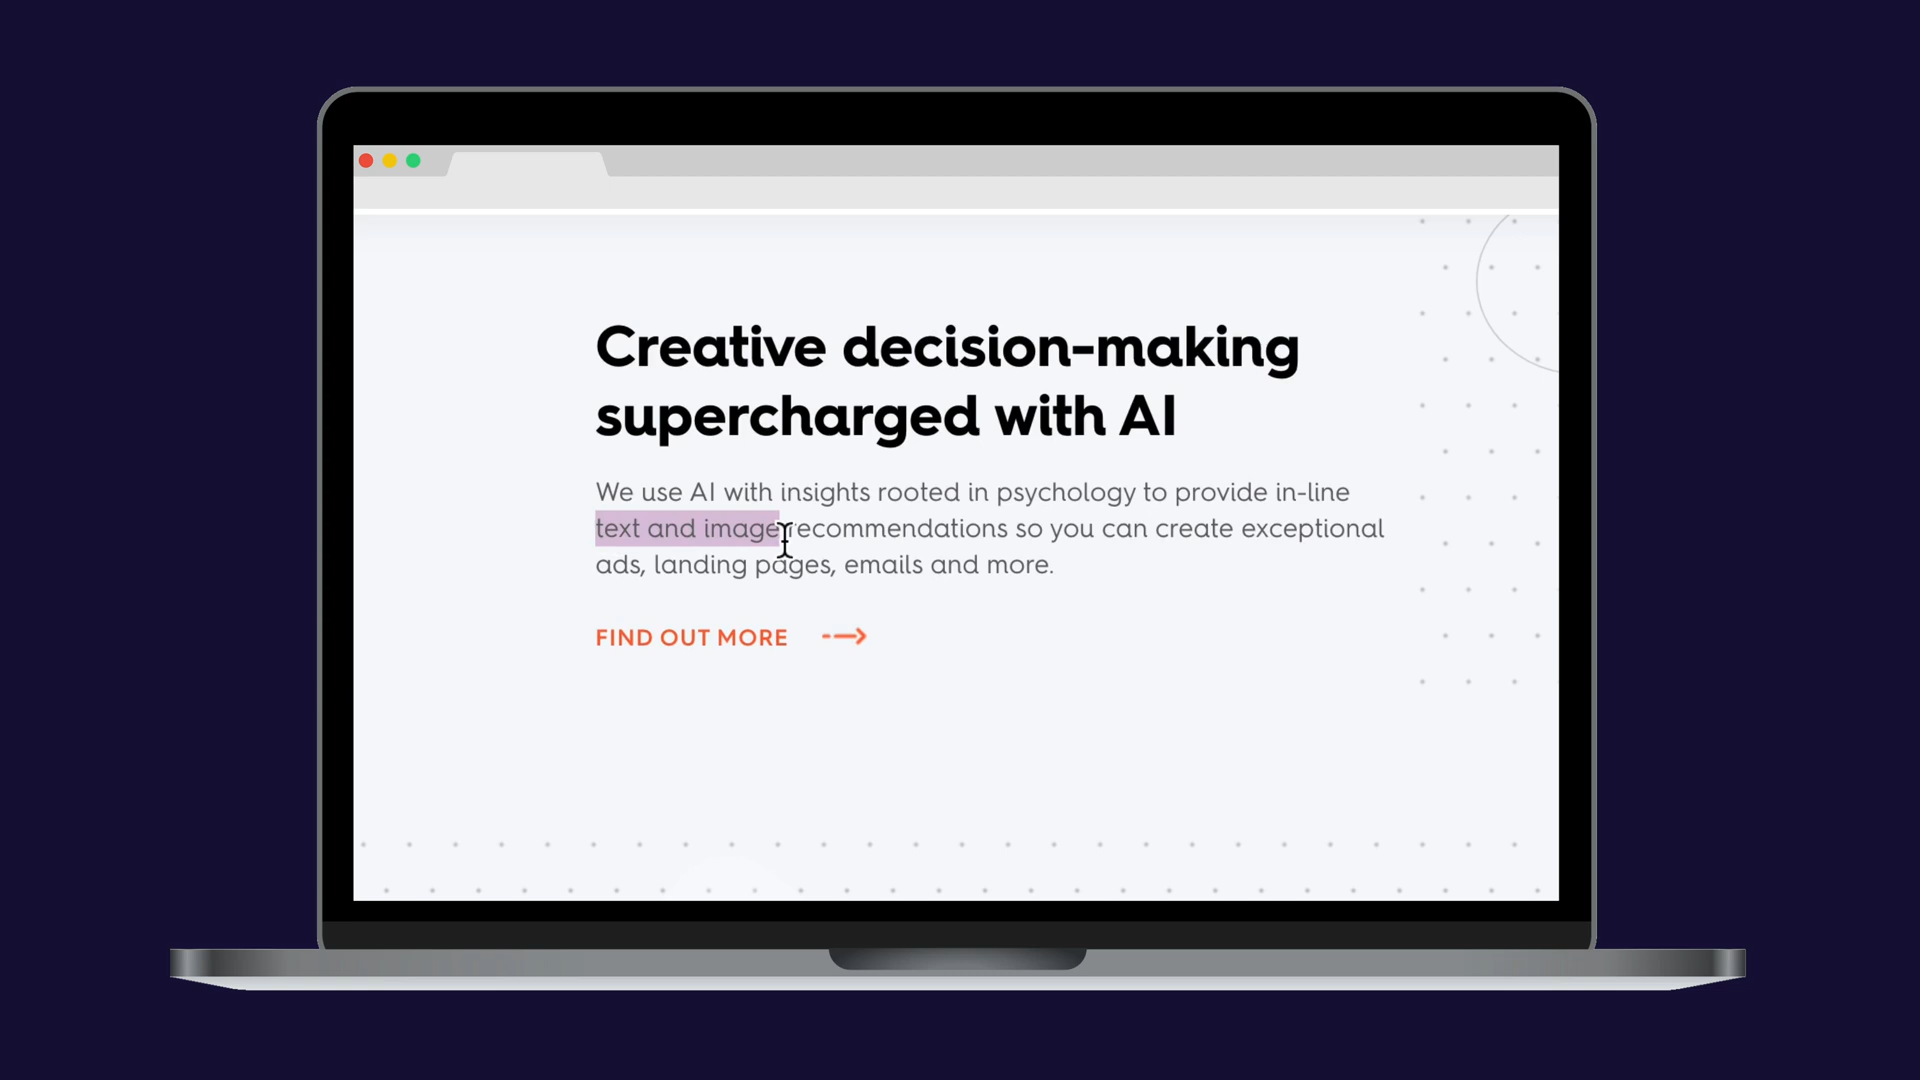 Creative decision-making
supercharged with AI
We use AI with insights rooted in psychology to provide in-line
text and image recommendations so you can create exceptional
ads, landing pages, emails and more.
FIND OUT MORE